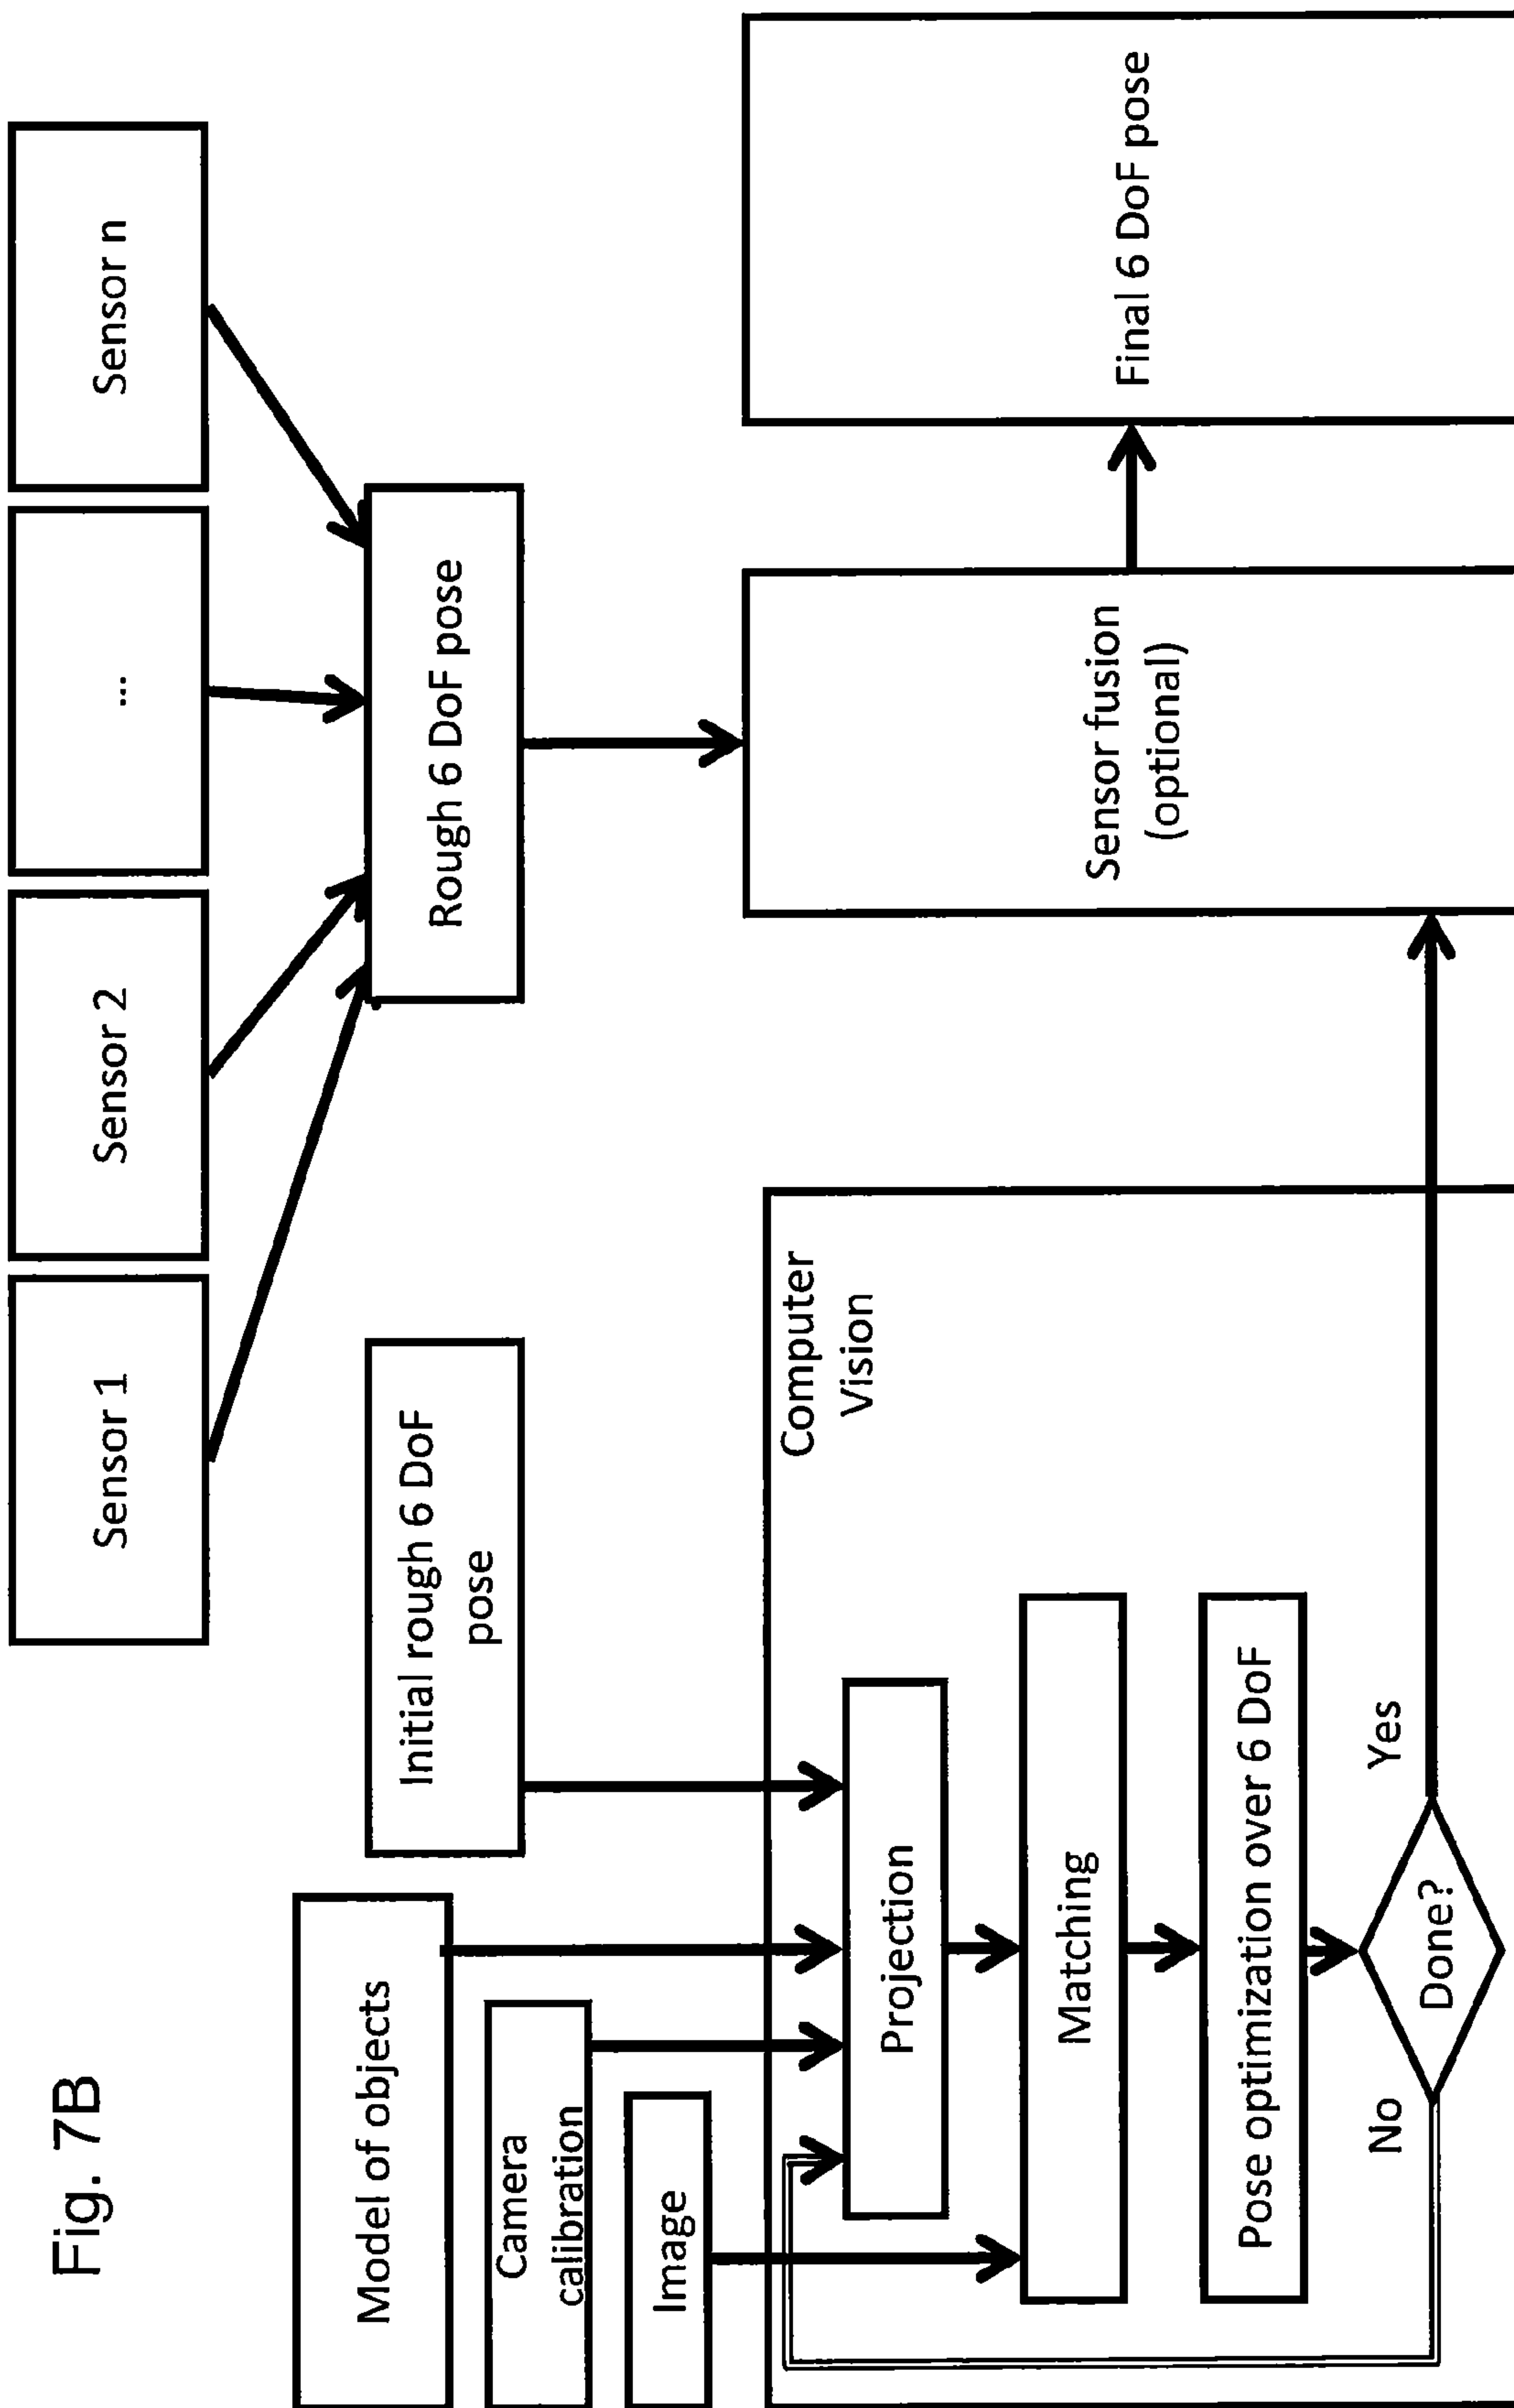 Fig. 7B
Sensor 1
Sensor 2
...
Sensor n
Model of objects
Initial rough 6 DoF
pose
Rough 6 DoF pose
Camera
calibration
Image
Computer
Vision
Projection
Matching
Pose optimization over 6 DoF
Done?
No
Yes
Sensor fusion
(optional)
Final 6 DoF pose